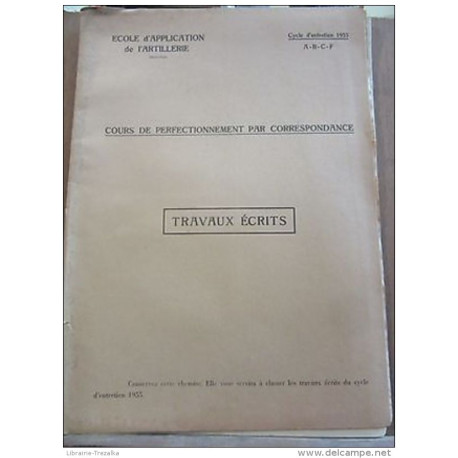 ECOLE d'APPLICATION
de l'ARTILLERIE
Cycle d'entretien 1955
A-B-C-F
COURS DE PERFECTIONNEMENT PAR CORRESPONDANCE
TRAVAUX ÉCRITS
Conservez cette chemise. Elle vous servira à classer les travaux écrits du cycle
d'entretien 1955.
Librairie-Trezalka
www.delcampe.net